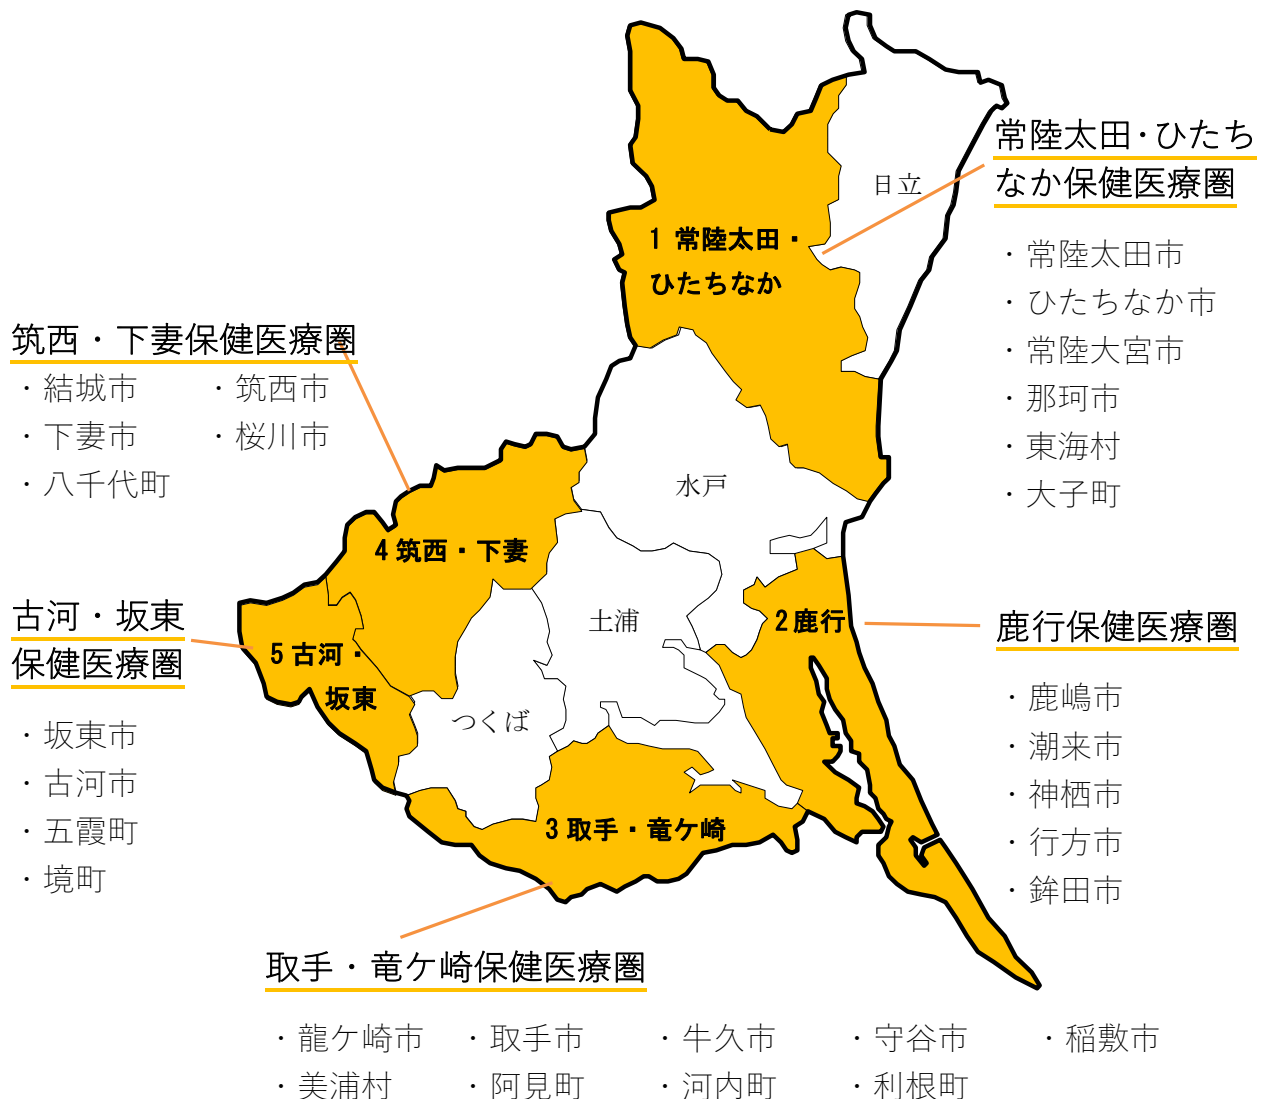 常陸太田・ひたち
なか保健医療圏
・常陸太田市
・ひたちなか市
・常陸大宮市
・那珂市
・東海村
・大子町
日立
1 常陸太田・
ひたちなか
筑西・下妻保健医療圏
・結城市 ・筑西市
・下妻市 ・桜川市
・八千代町
水戸
4 筑西・下妻
古河・坂東
保健医療圏
・坂東市
・古河市
・五霞町
・境町
土浦
2 鹿行
5 古河・
坂東
つくば
鹿行保健医療圏
・鹿嶋市
・潮来市
・神栖市
・行方市
・鉾田市
3 取手・竜ケ崎
取手・竜ケ崎保健医療圏
・龍ケ崎市 ・取手市 ・牛久市 ・守谷市 ・稲敷市
・美浦村 ・阿見町 ・河内町 ・利根町